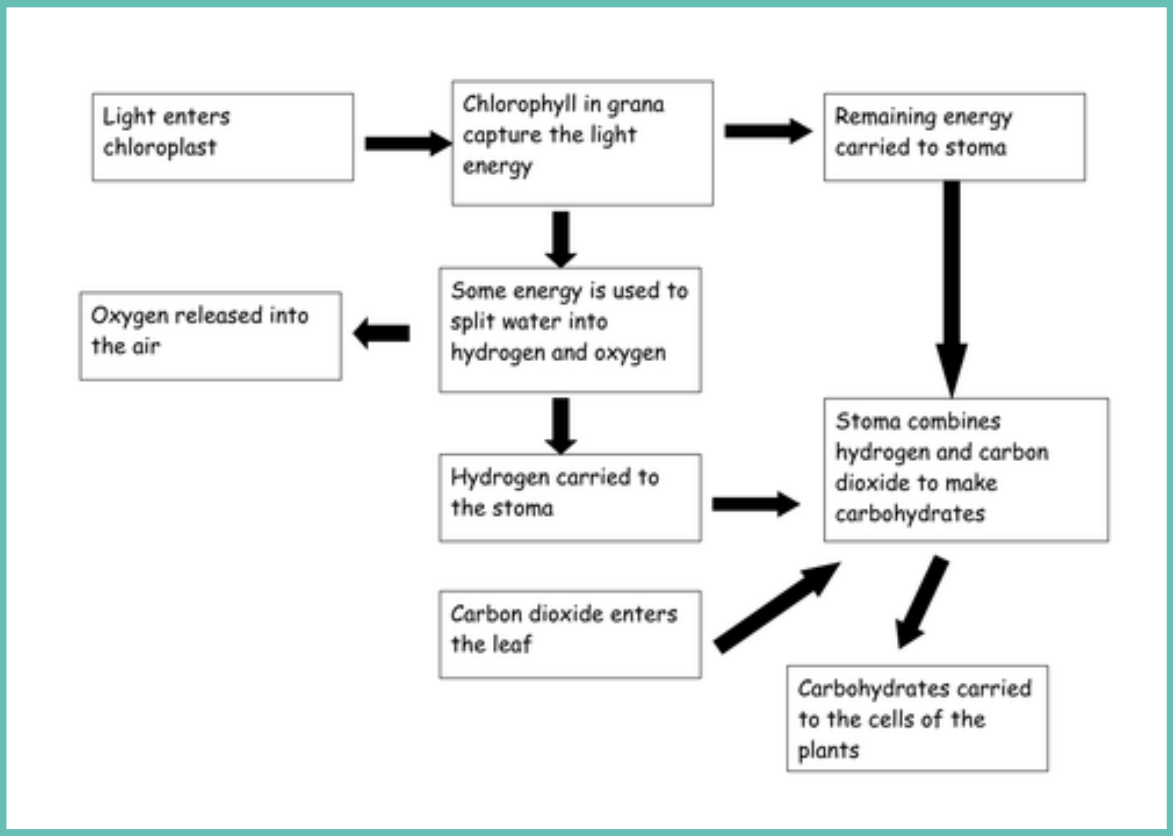 Light enters
chloroplast
Chlorophyll in grana
capture the light
energy
Remaining energy
carried to stoma
Oxygen released into
the air
Some energy is used to
split water into
hydrogen and oxygen
Hydrogen carried to
the stoma
Stoma combines
hydrogen and carbon
dioxide to make
carbohydrates
Carbon dioxide enters
the leaf
Carbohydrates carried
to the cells of the
plants